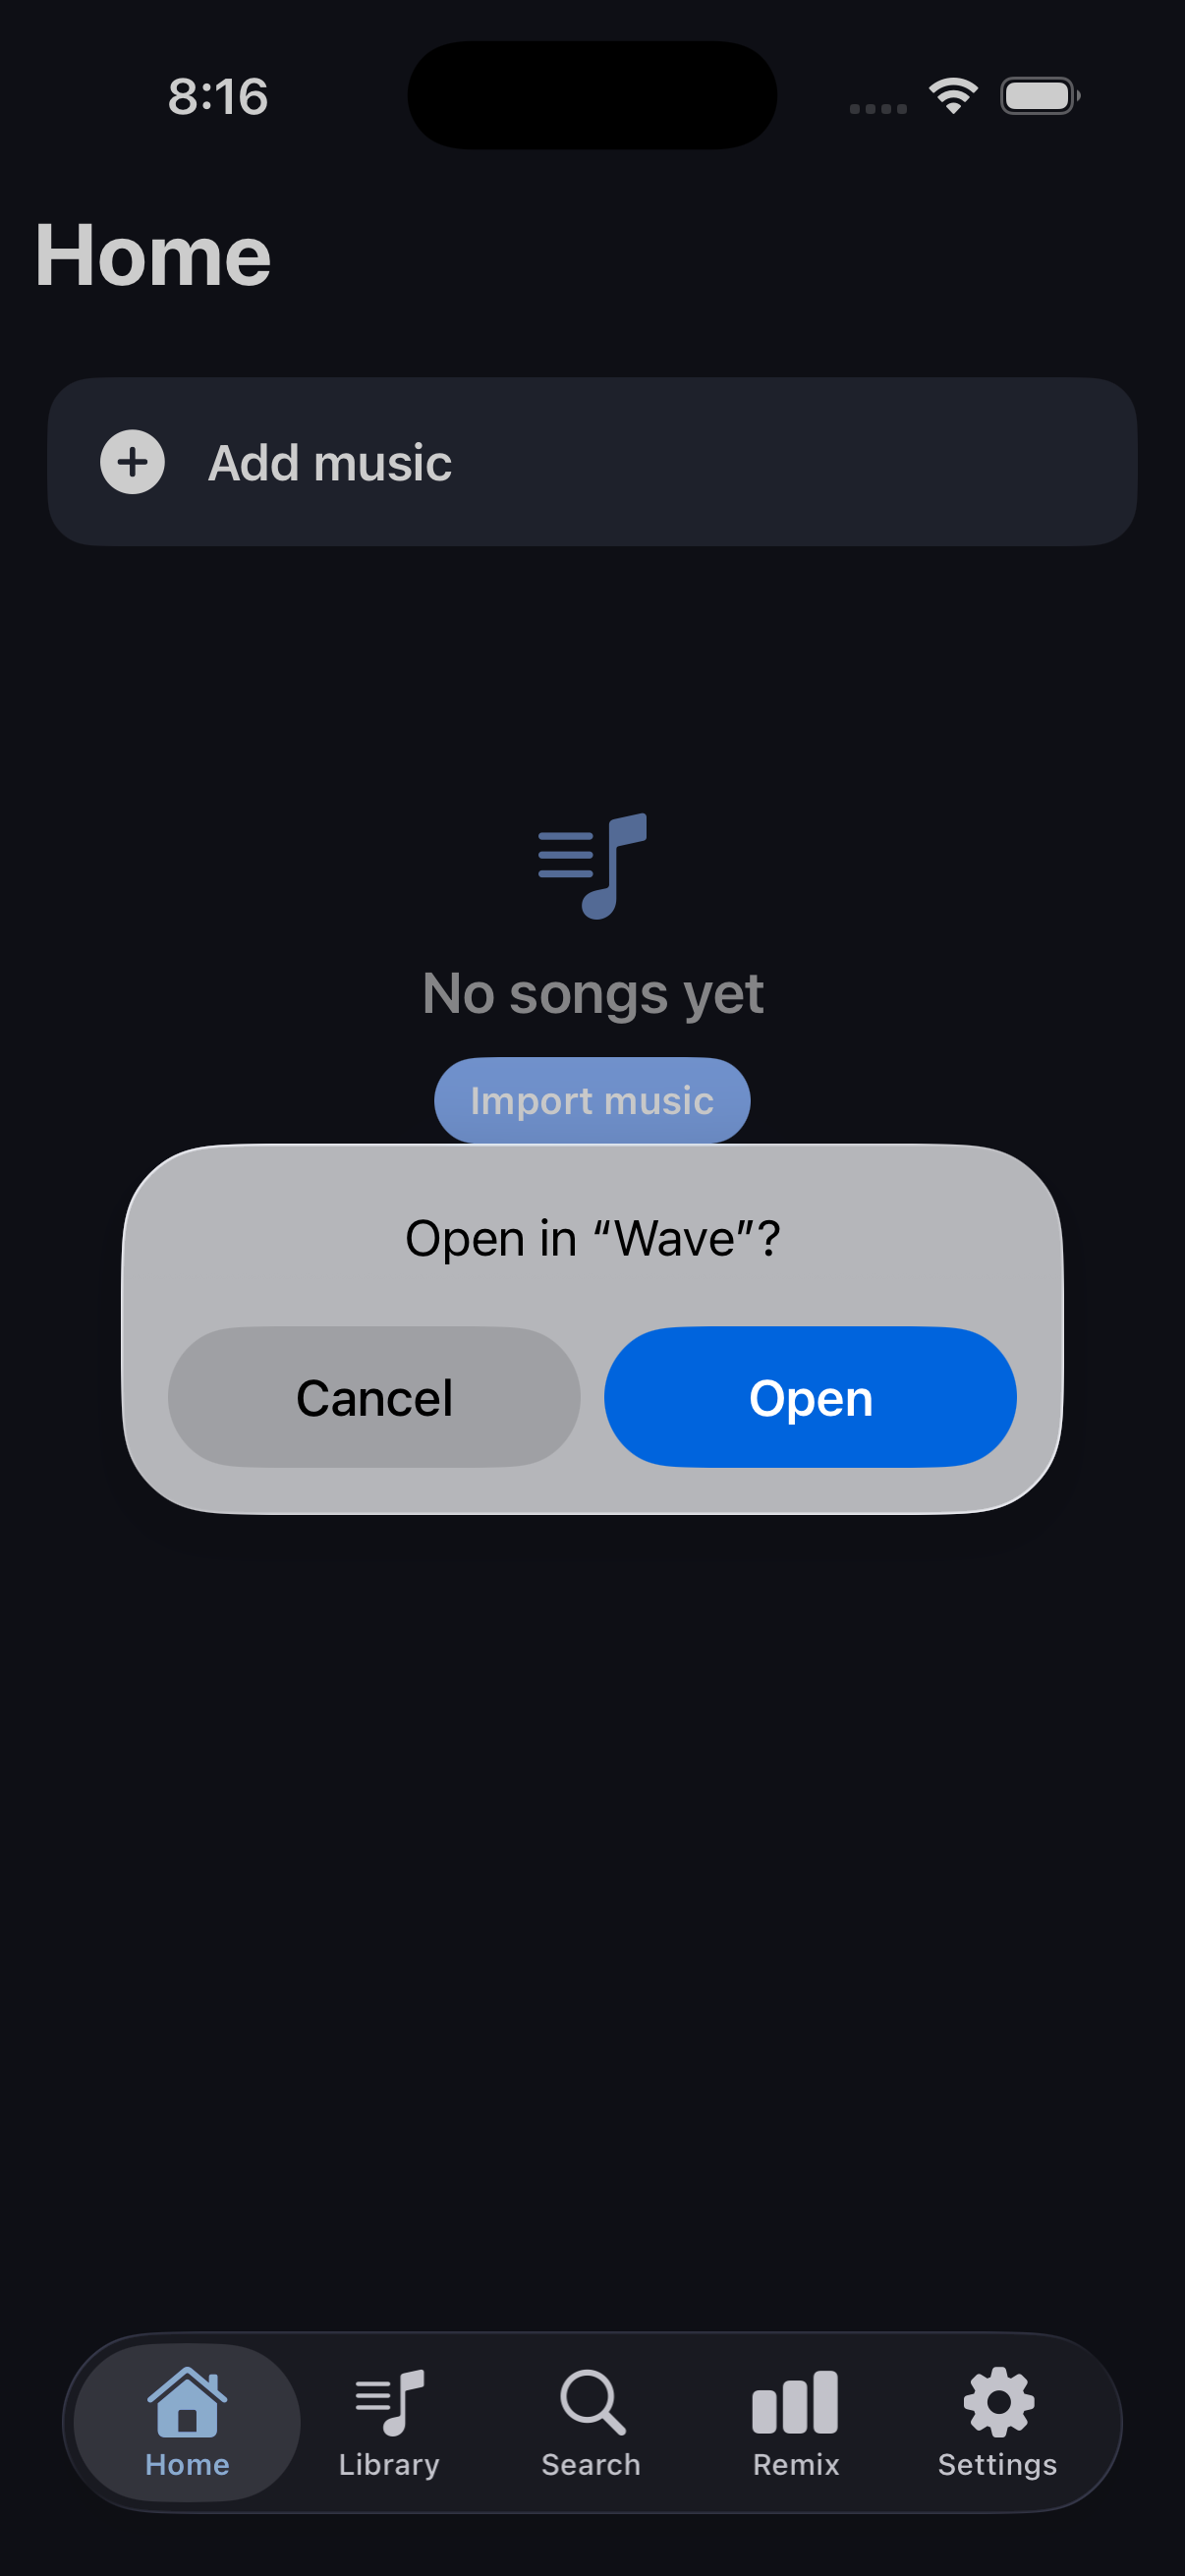 8:16
Home
Add music
No songs yet
Import music
Open in “Wave”?
Cancel
Open
Home
Library
Search
Remix
Settings